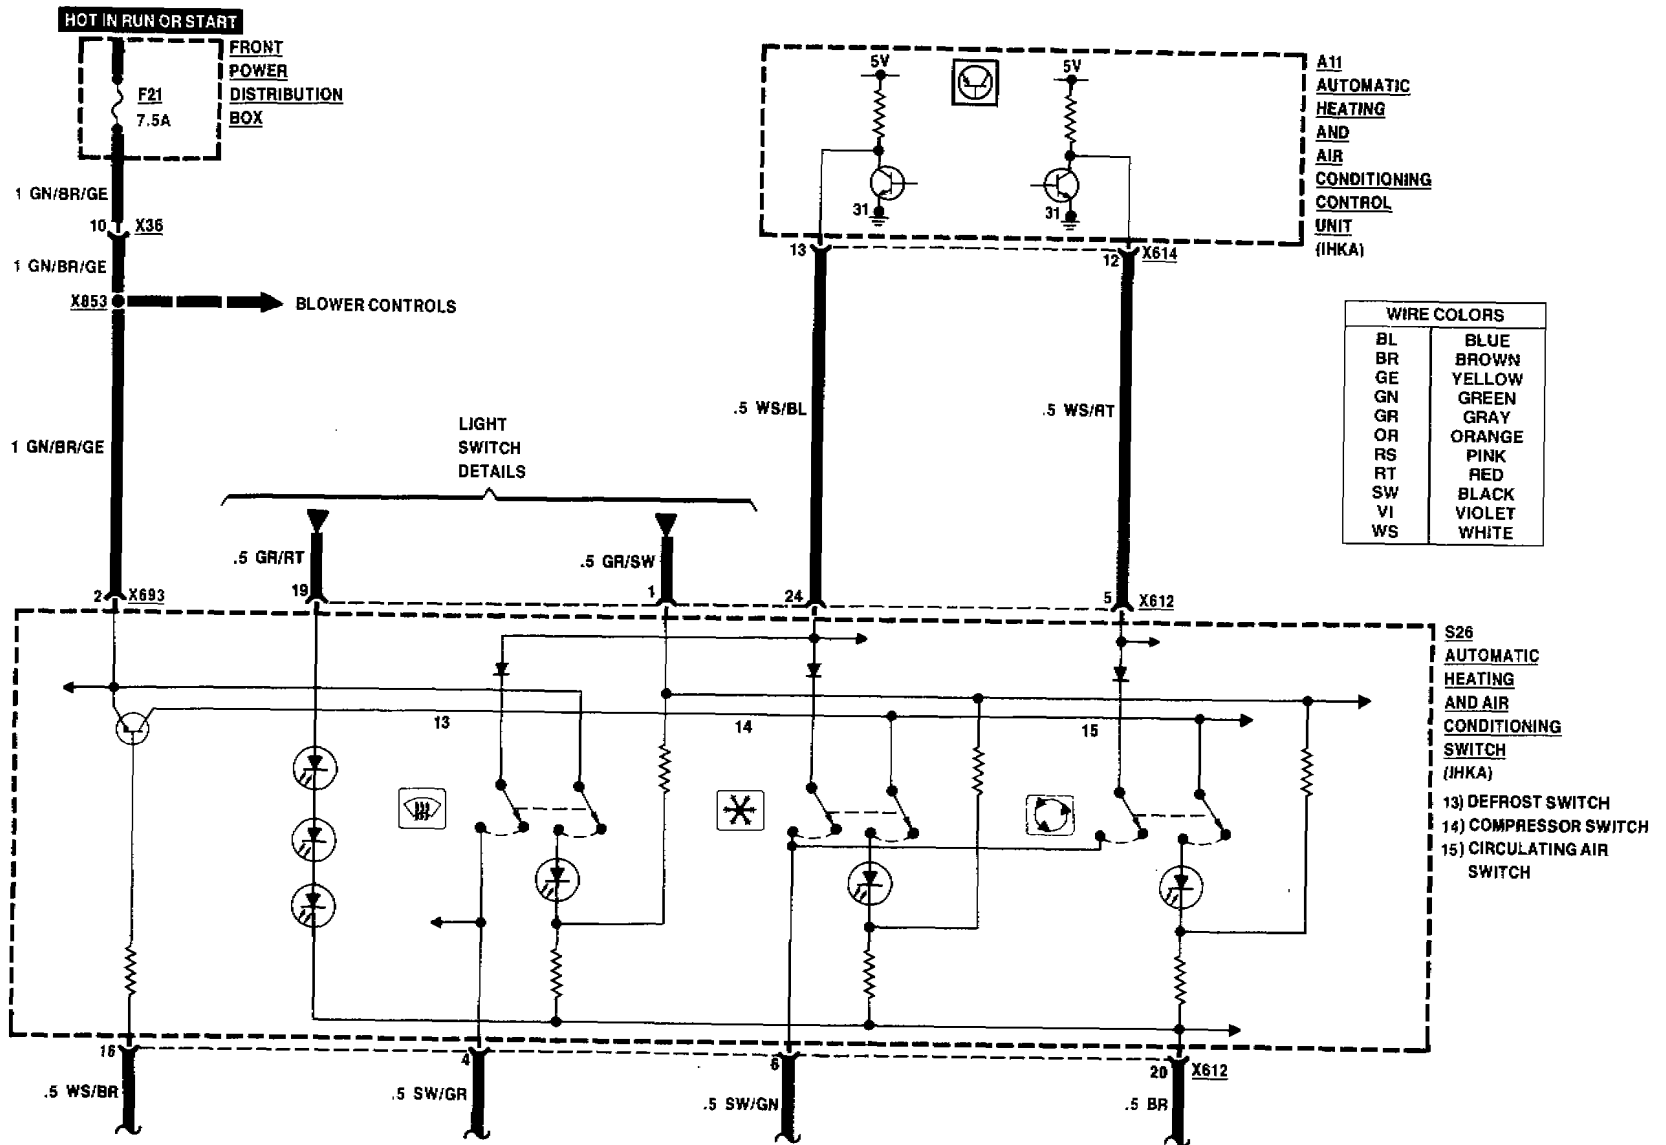 HOT IN RUN OR START
FRONT
POWER
DISTRIBUTION
BOX
F21
7.5A
1 GN/BR/GE
10 X36
1 GN/BR/GE
X853
BLOWER CONTROLS
1 GN/BR/GE
LIGHT
SWITCH
DETAILS
.5 GR/RT
.5 GR/SW
2 X693
19
1
24
5 X612
5V
5V
31
31
13
12 X614
A11
AUTOMATIC
HEATING
AND
AIR
CONDITIONING
CONTROL
UNIT
(IHKA)
.5 WS/BL
.5 WS/RT
WIRE COLORS
BL BLUE
BR BROWN
GE YELLOW
GN GREEN
GR GRAY
OR ORANGE
RS PINK
RT RED
SW BLACK
VI VIOLET
WS WHITE
13
14
15
S26
AUTOMATIC
HEATING
AND AIR
CONDITIONING
SWITCH
(IHKA)
13) DEFROST SWITCH
14) COMPRESSOR SWITCH
15) CIRCULATING AIR
SWITCH
16
4
6
20 X612
.5 WS/BR
.5 SW/GR
.5 SW/GN
.5 BR